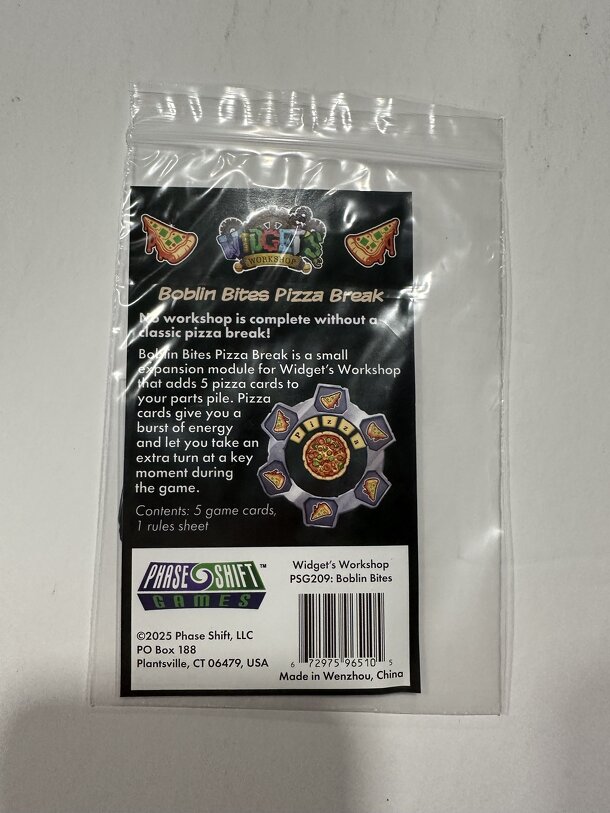 WIDGET'S
WORKSHOP
Boblin Bites Pizza Break
No workshop is complete without a
classic pizza break!
Boblin Bites Pizza Break is a small
expansion module for Widget's Workshop
that adds 5 pizza cards to
your parts pile. Pizza
cards give you a
burst of energy
and let you take an
extra turn at a key
moment during
the game.
Pizza
Contents: 5 game cards,
1 rules sheet
PHASE SHIFT™
GAMES
Widget's Workshop
PSG209: Boblin Bites
©2025 Phase Shift, LLC
PO Box 188
Plantsville, CT 06479, USA
6 72975 96510 5
Made in Wenzhou, China